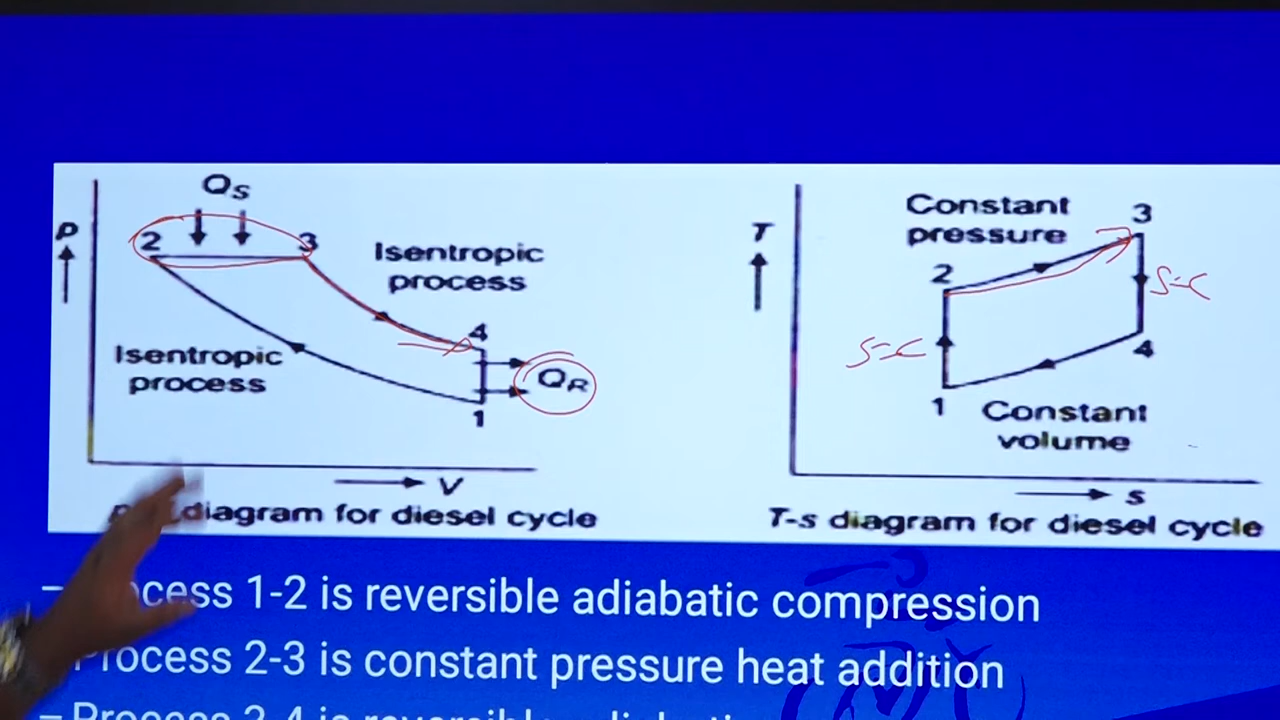 QS
P
2
3
Isentropic
process
4
Isentropic
process
QR
1
V
diagram for diesel cycle
Constant
pressure
3
T
2
S=C
S=C
4
1
Constant
volume
s
T-s diagram for diesel cycle
Process 1-2 is reversible adiabatic compression
Process 2-3 is constant pressure heat addition